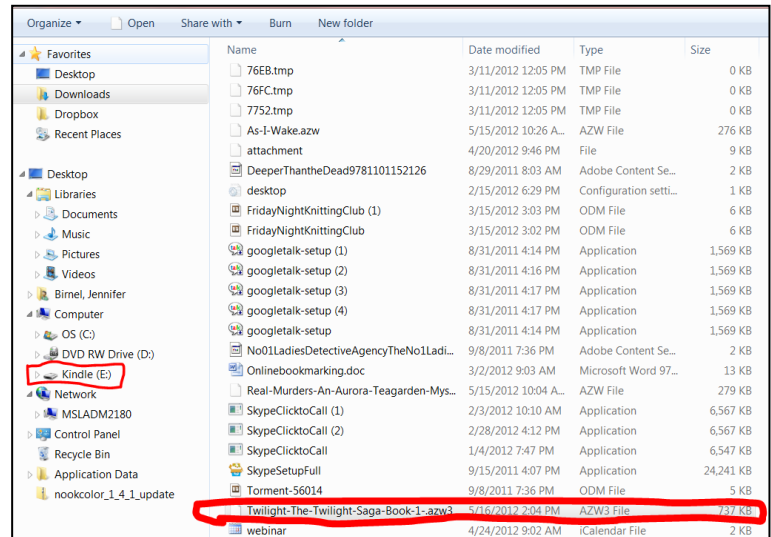 Organize Open Share with Burn New folder
Favorites
Desktop
Downloads
Dropbox
Recent Places
Desktop
Libraries
Documents
Music
Pictures
Videos
Birnel, Jennifer
Computer
OS (C:)
DVD RW Drive (D:)
Kindle (E:)
Network
MSLADM2180
Control Panel
Recycle Bin
Application Data
nookcolor_1_4_1_update
Name Date modified Type Size
76EB.tmp 3/11/2012 12:05 PM TMP File 0 KB
76FC.tmp 3/11/2012 12:05 PM TMP File 0 KB
7752.tmp 3/11/2012 12:05 PM TMP File 0 KB
As-I-Wake.azw 5/15/2012 10:26 A... AZW File 276 KB
attachment 4/20/2012 9:46 PM File 9 KB
DeeperThantheDead9781101152126 8/29/2011 8:03 AM Adobe Content Se... 2 KB
desktop 2/15/2012 6:29 PM Configuration setti... 1 KB
FridayNightKnittingClub (1) 3/15/2012 3:03 PM ODM File 6 KB
FridayNightKnittingClub 3/15/2012 3:02 PM ODM File 6 KB
googletalk-setup (1) 8/31/2011 4:14 PM Application 1,569 KB
googletalk-setup (2) 8/31/2011 4:16 PM Application 1,569 KB
googletalk-setup (3) 8/31/2011 4:17 PM Application 1,569 KB
googletalk-setup (4) 8/31/2011 4:17 PM Application 1,569 KB
googletalk-setup 8/31/2011 4:14 PM Application 1,569 KB
No01LadiesDetectiveAgencyTheNo1Ladi... 9/8/2011 7:36 PM Adobe Content Se... 2 KB
Onlinebookmarking.doc 3/2/2012 9:03 AM Microsoft Word 97... 13 KB
Real-Murders-An-Aurora-Teagarden-Mys... 5/15/2012 10:04 A... AZW File 279 KB
SkypeClicktoCall (1) 2/3/2012 10:10 AM Application 6,567 KB
SkypeClicktoCall (2) 2/28/2012 4:12 PM Application 6,567 KB
SkypeClicktoCall 1/4/2012 7:47 PM Application 6,547 KB
SkypeSetupFull 9/15/2011 4:07 PM Application 24,241 KB
Torment-56014 9/8/2011 7:36 PM ODM File 5 KB
Twilight-The-Twilight-Saga-Book-1-.azw3 5/16/2012 2:04 PM AZW3 File 737 KB
webinar 4/24/2012 9:02 AM iCalendar File 2 KB